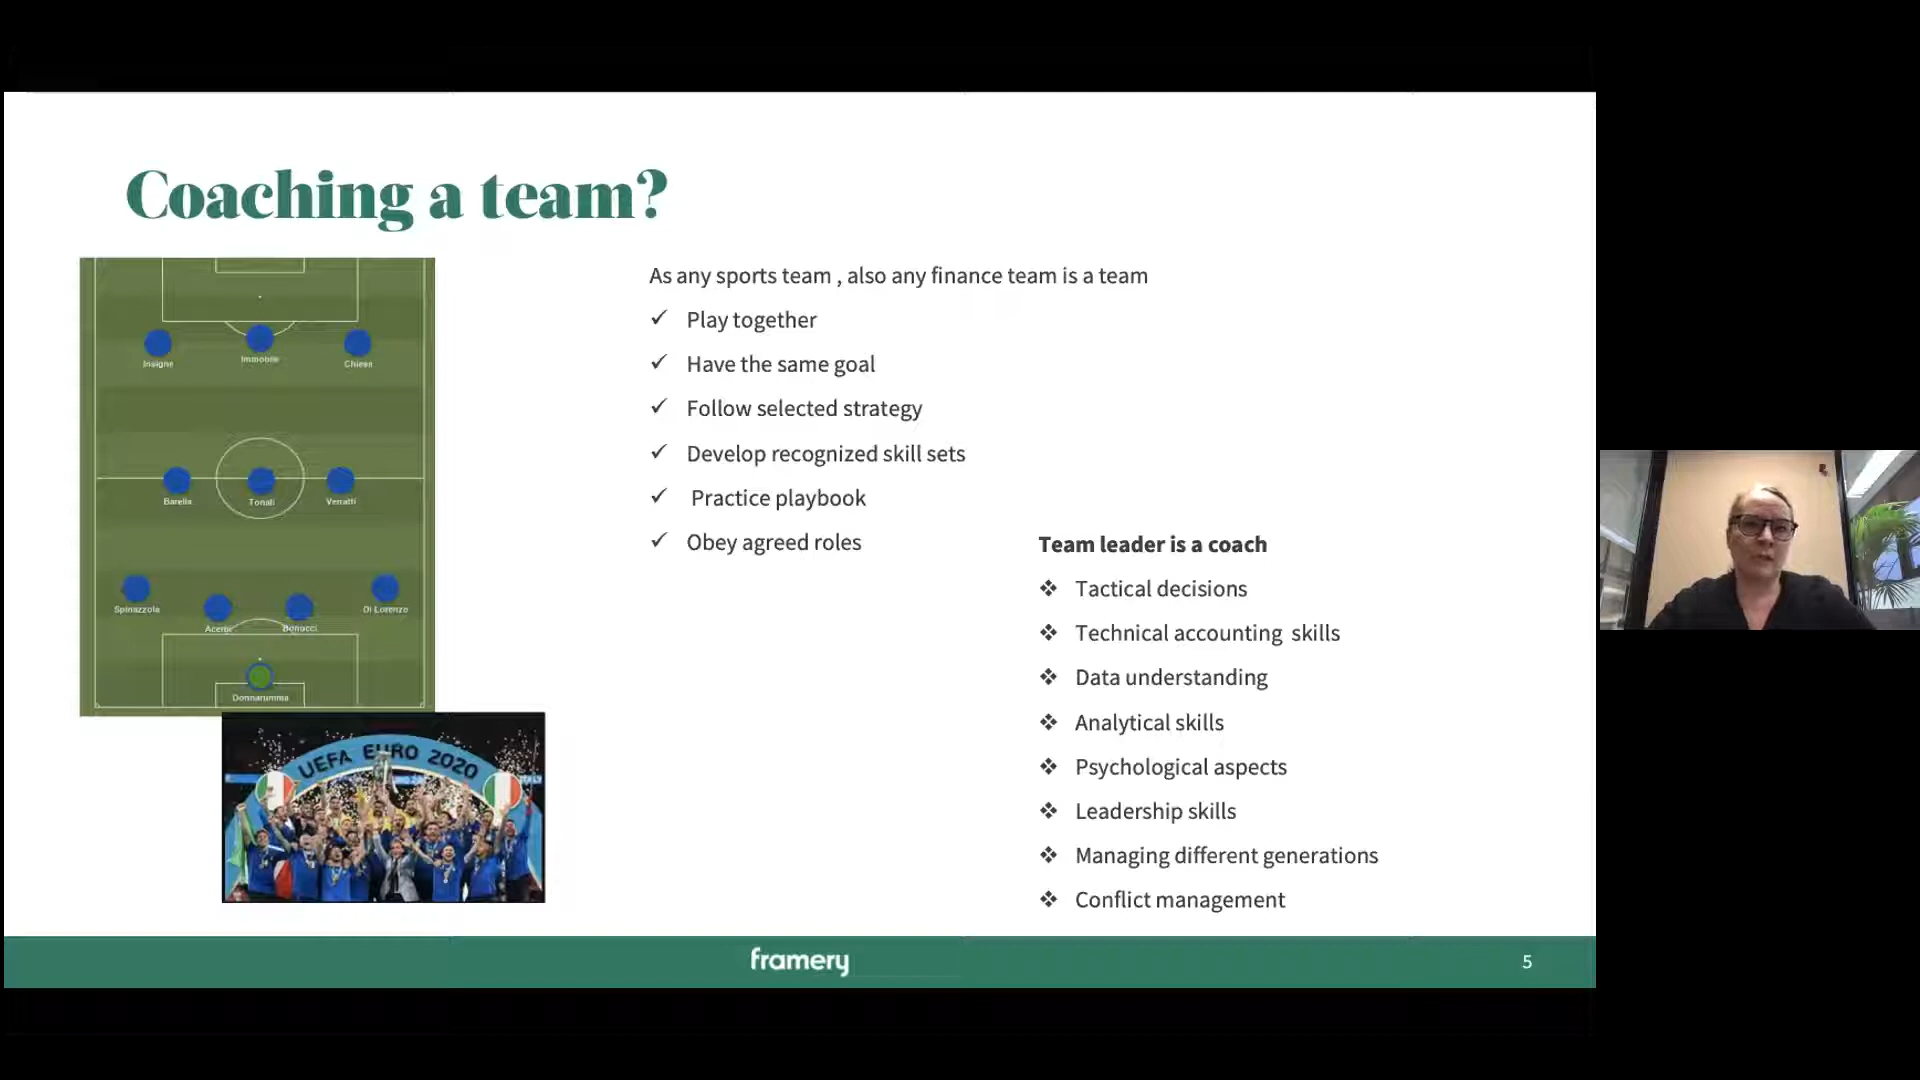 Coaching a team?
Insigne
Immobile
Chiesa
Barella
Tonali
Verratti
Spinazzola
Acerbi
Bonucci
Di Lorenzo
Donnarumma
UEFA EURO 2020
As any sports team , also any finance team is a team
✓ Play together
✓ Have the same goal
✓ Follow selected strategy
✓ Develop recognized skill sets
✓ Practice playbook
✓ Obey agreed roles
Team leader is a coach
❖ Tactical decisions
❖ Technical accounting skills
❖ Data understanding
❖ Analytical skills
❖ Psychological aspects
❖ Leadership skills
❖ Managing different generations
❖ Conflict management
framery
5